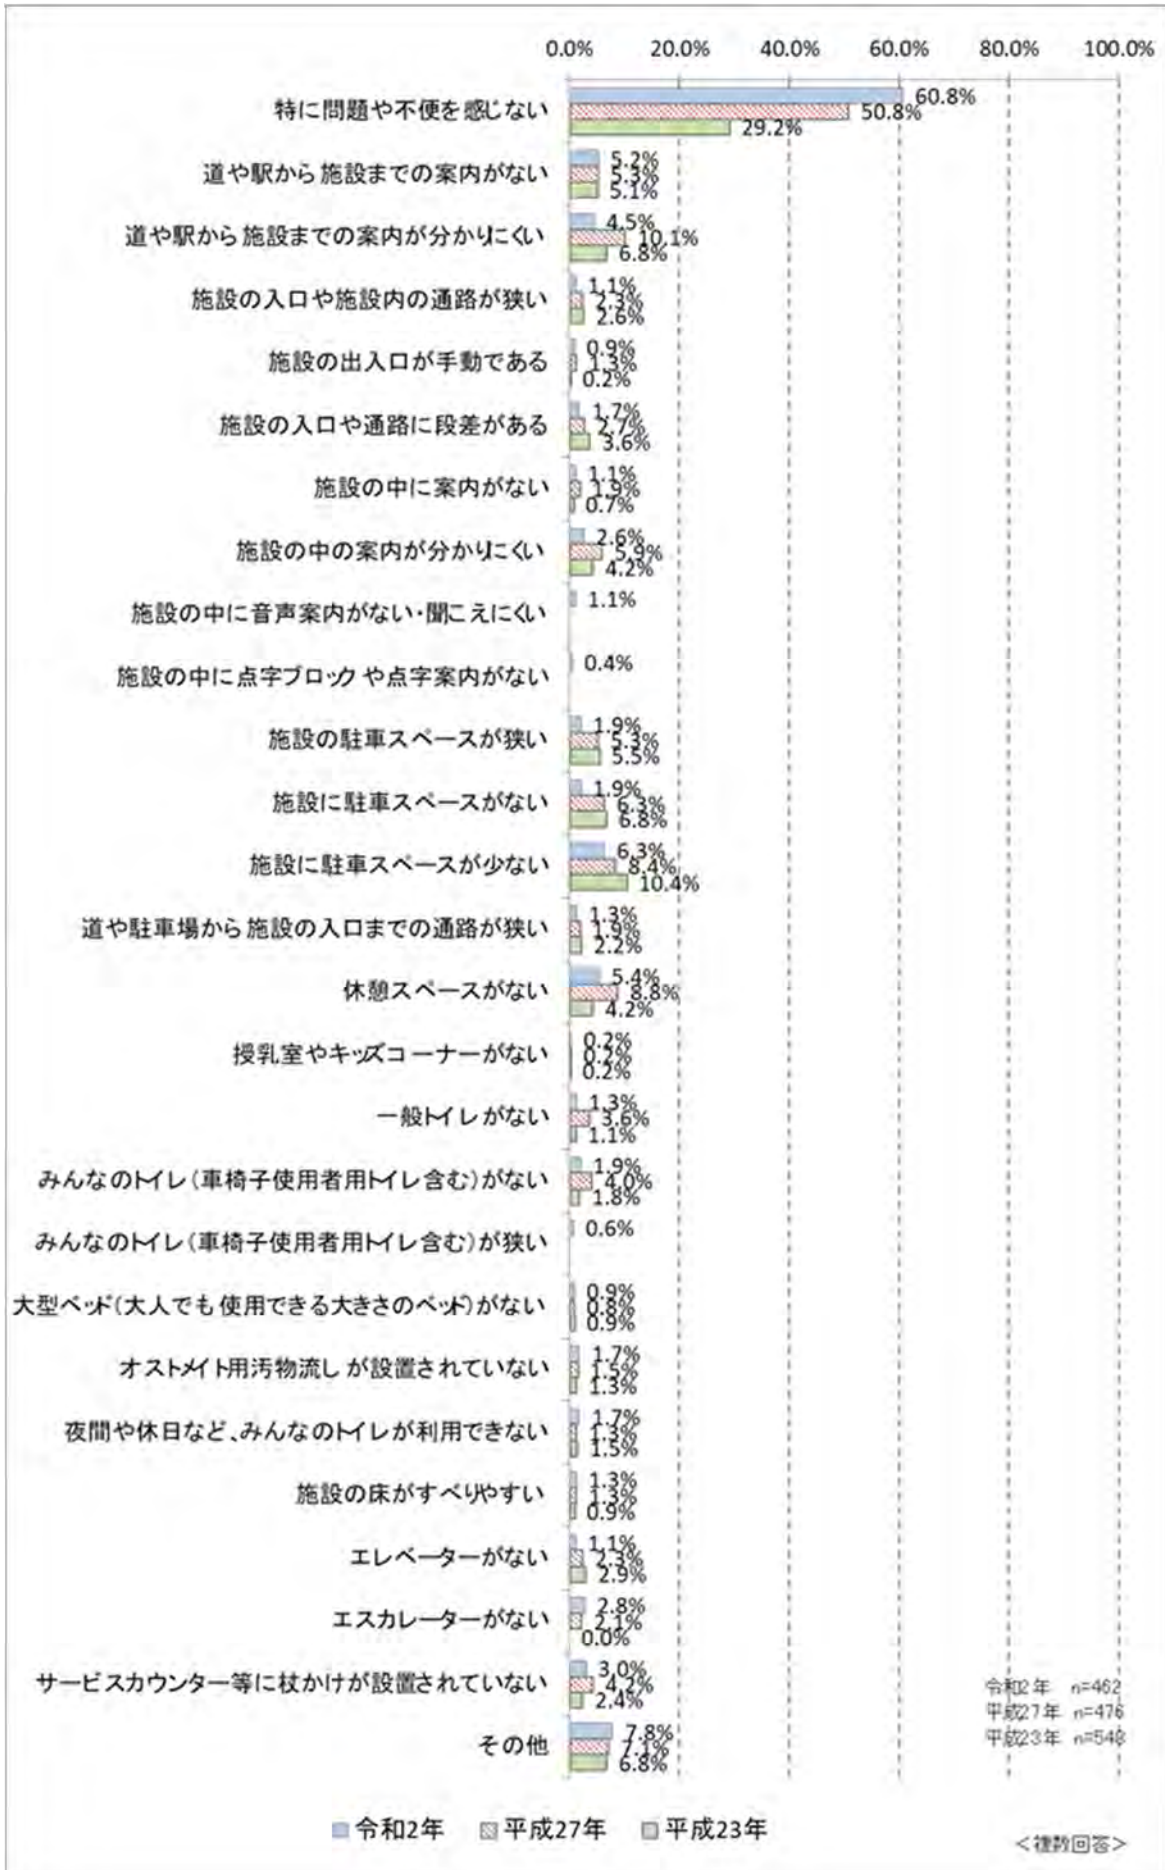 0.0% 20.0% 40.0% 60.0% 80.0% 100.0%
特に問題や不便を感じない 60.8% 50.8% 29.2%
道や駅から施設までの案内がない 5.2% 5.3% 5.1%
道や駅から施設までの案内が分かりにくい 4.5% 10.1% 6.8%
施設の入口や施設内の通路が狭い 1.1% 2.3% 2.6%
施設の出入口が手動である 0.9% 1.3% 0.2%
施設の入口や通路に段差がある 1.7% 2.7% 3.6%
施設の中に案内がない 1.1% 1.9% 0.7%
施設の中の案内が分かりにくい 2.6% 5.9% 4.2%
施設の中に音声案内がない・聞こえにくい 1.1%
施設の中に点字ブロックや点字案内がない 0.4%
施設の駐車スペースが狭い 1.9% 5.3% 5.5%
施設に駐車スペースがない 1.9% 6.3% 6.8%
施設に駐車スペースが少ない 6.3% 8.4% 10.4%
道や駐車場から施設の入口までの通路が狭い 1.3% 1.9% 2.2%
休憩スペースがない 5.4% 8.8% 4.2%
授乳室やキッズコーナーがない 0.2% 0.2% 0.2%
一般トイレがない 1.3% 3.6% 1.1%
みんなのトイレ(車椅子使用者用トイレ含む)がない 1.9% 4.0% 1.8%
みんなのトイレ(車椅子使用者用トイレ含む)が狭い 0.6%
大型ベッド(大人でも使用できる大きさのベッド)がない 0.9% 0.8% 0.9%
オストメイト用汚物流しが設置されていない 1.7% 1.5% 1.3%
夜間や休日など、みんなのトイレが利用できない 1.7% 1.3% 1.5%
施設の床がすべりやすい 1.3% 1.3% 0.9%
エレベーターがない 1.1% 2.3% 2.9%
エスカレーターがない 2.8% 2.1% 0.0%
サービスカウンター等に杖かけが設置されていない 3.0% 4.2% 2.4%
その他 7.8% 7.1% 6.8%
令和2年 n=462
平成27年 n=476
平成23年 n=548
令和2年 平成27年 平成23年
＜複数回答＞